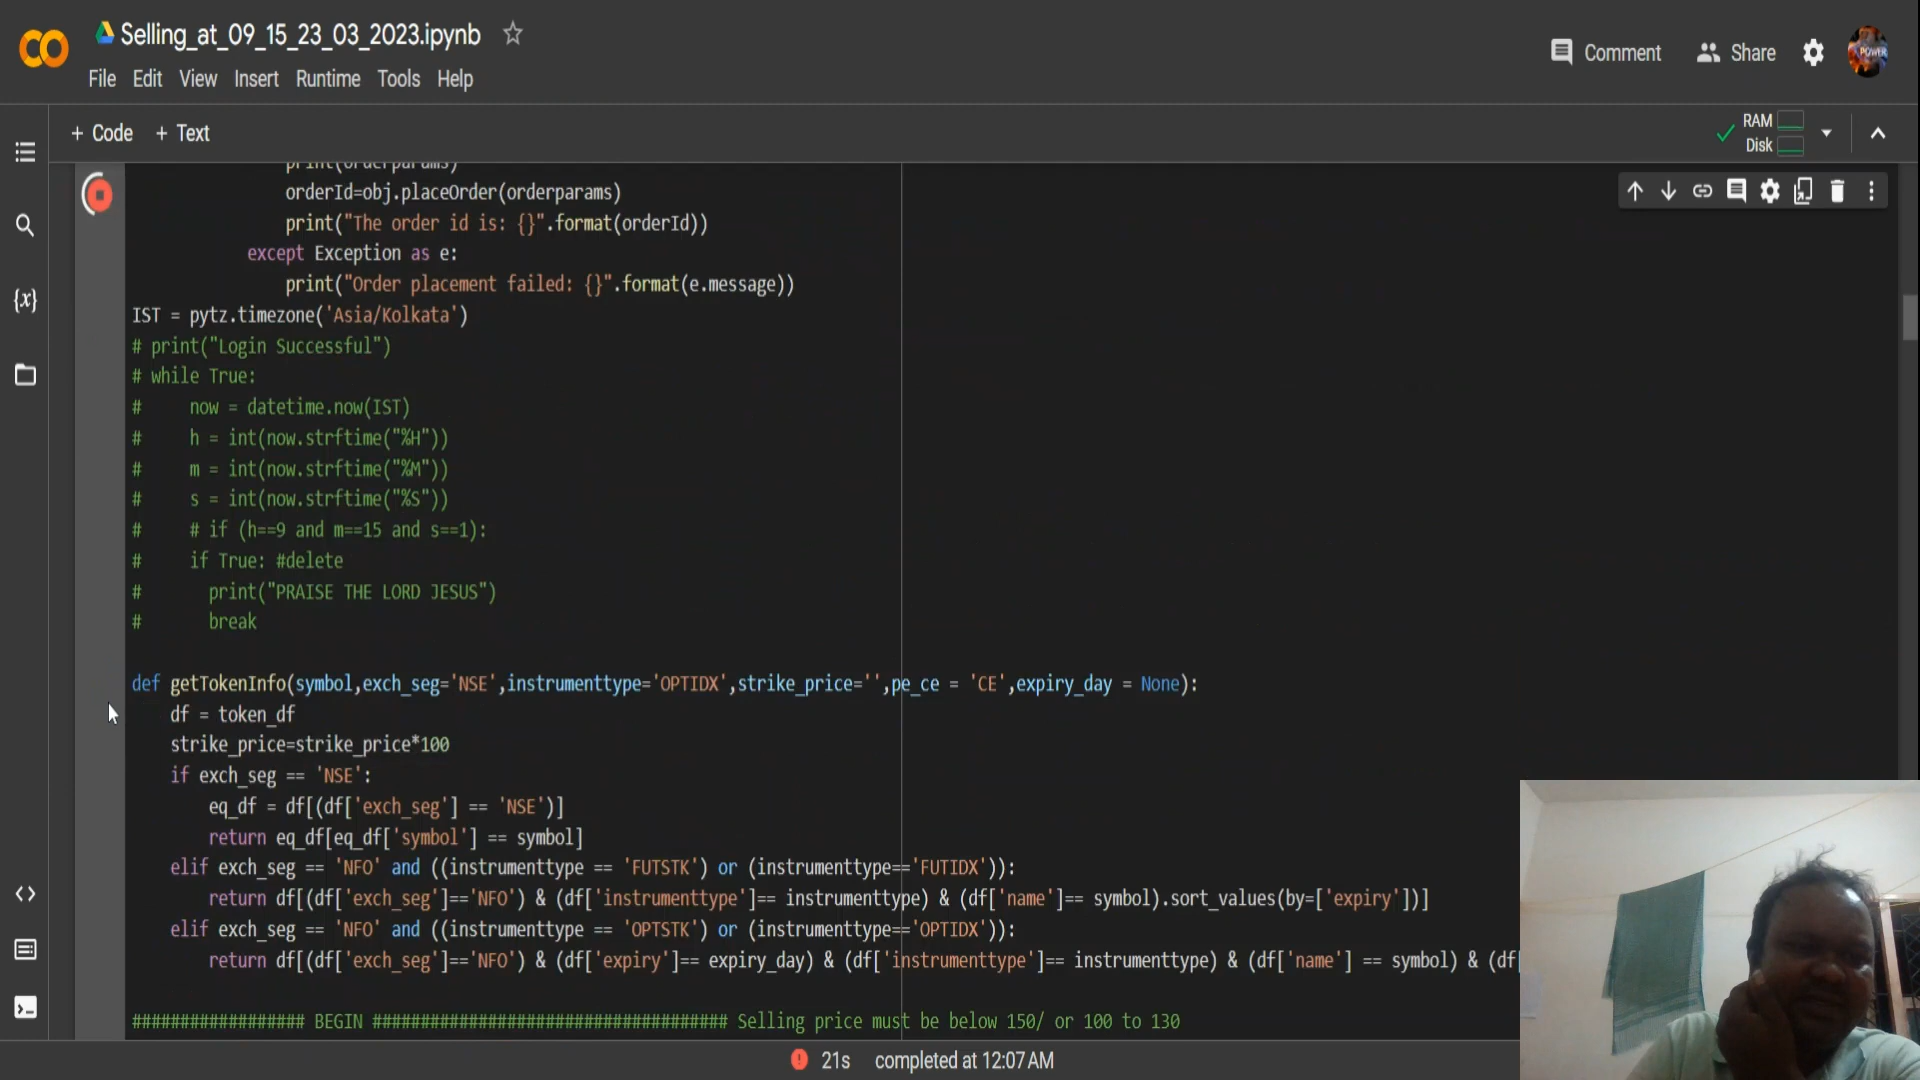 Selling_at_09_15_23_03_2023.ipynb
Comment
Share
POWER
File Edit View Insert Runtime Tools Help
+ Code + Text
RAM
Disk
print(orderparams)
orderId=obj.placeOrder(orderparams)
print("The order id is: {}".format(orderId))
except Exception as e:
print("Order placement failed: {}".format(e.message))
IST = pytz.timezone('Asia/Kolkata')
# print("Login Successful")
# while True:
#     now = datetime.now(IST)
#     h = int(now.strftime("%H"))
#     m = int(now.strftime("%M"))
#     s = int(now.strftime("%S"))
#     # if (h==9 and m==15 and s==1):
#     if True: #delete
#       print("PRAISE THE LORD JESUS")
#       break
def getTokenInfo(symbol,exch_seg='NSE',instrumenttype='OPTIDX',strike_price='',pe_ce = 'CE',expiry_day = None):
df = token_df
strike_price=strike_price*100
if exch_seg == 'NSE':
eq_df = df[(df['exch_seg'] == 'NSE')]
return eq_df[eq_df['symbol'] == symbol]
elif exch_seg == 'NFO' and ((instrumenttype == 'FUTSTK') or (instrumenttype=='FUTIDX')):
return df[(df['exch_seg']=='NFO') & (df['instrumenttype']== instrumenttype) & (df['name']== symbol).sort_values(by=['expiry'])]
elif exch_seg == 'NFO' and ((instrumenttype == 'OPTSTK') or (instrumenttype=='OPTIDX')):
return df[(df['exch_seg']=='NFO') & (df['expiry']== expiry_day) & (df['instrumenttype']== instrumenttype) & (df['name'] == symbol) & (df[
################## BEGIN ##################################### Selling price must be below 150/ or 100 to 130
21s completed at 12:07 AM